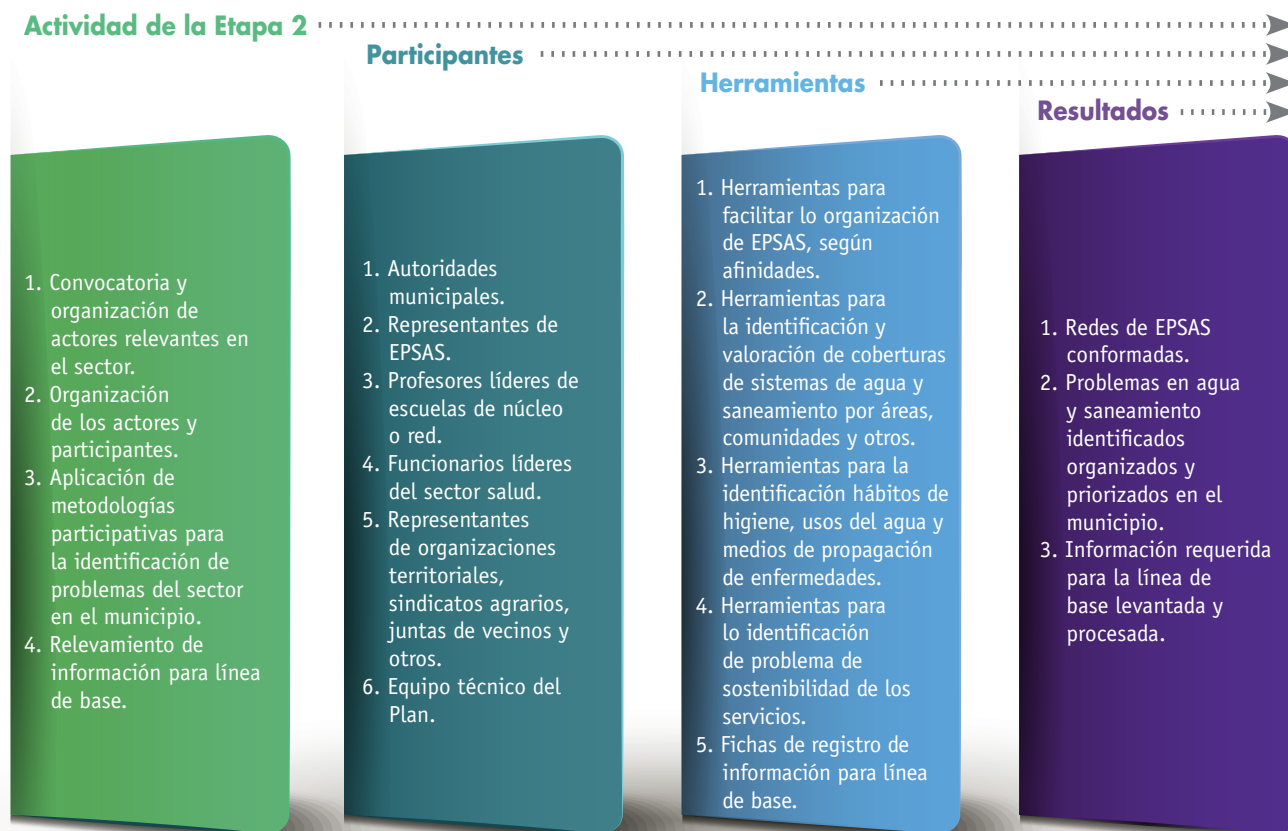 Actividad de la Etapa 2
Participantes
Herramientas
Resultados
1. Convocatoria y
organización de
actores relevantes en
el sector.
2. Organización
de los actores y
participantes.
3. Aplicación de
metodologías
participativas para
la identificación de
problemas del sector
en el municipio.
4. Relevamiento de
información para línea
de base.
1. Autoridades
municipales.
2. Representantes de
EPSAS.
3. Profesores líderes de
escuelas de núcleo
o red.
4. Funcionarios líderes
del sector salud.
5. Representantes
de organizaciones
territoriales,
sindicatos agrarios,
juntas de vecinos y
otros.
6. Equipo técnico del
Plan.
1. Herramientas para
facilitar lo organización
de EPSAS, según
afinidades.
2. Herramientas para
la identificación y
valoración de coberturas
de sistemas de agua y
saneamiento por áreas,
comunidades y otros.
3. Herramientas para la
identificación hábitos de
higiene, usos del agua y
medios de propagación
de enfermedades.
4. Herramientas para
lo identificación
de problema de
sostenibilidad de los
servicios.
5. Fichas de registro de
información para línea
de base.
1. Redes de EPSAS
conformadas.
2. Problemas en agua
y saneamiento
identificados
organizados y
priorizados en el
municipio.
3. Información requerida
para la línea de
base levantada y
procesada.